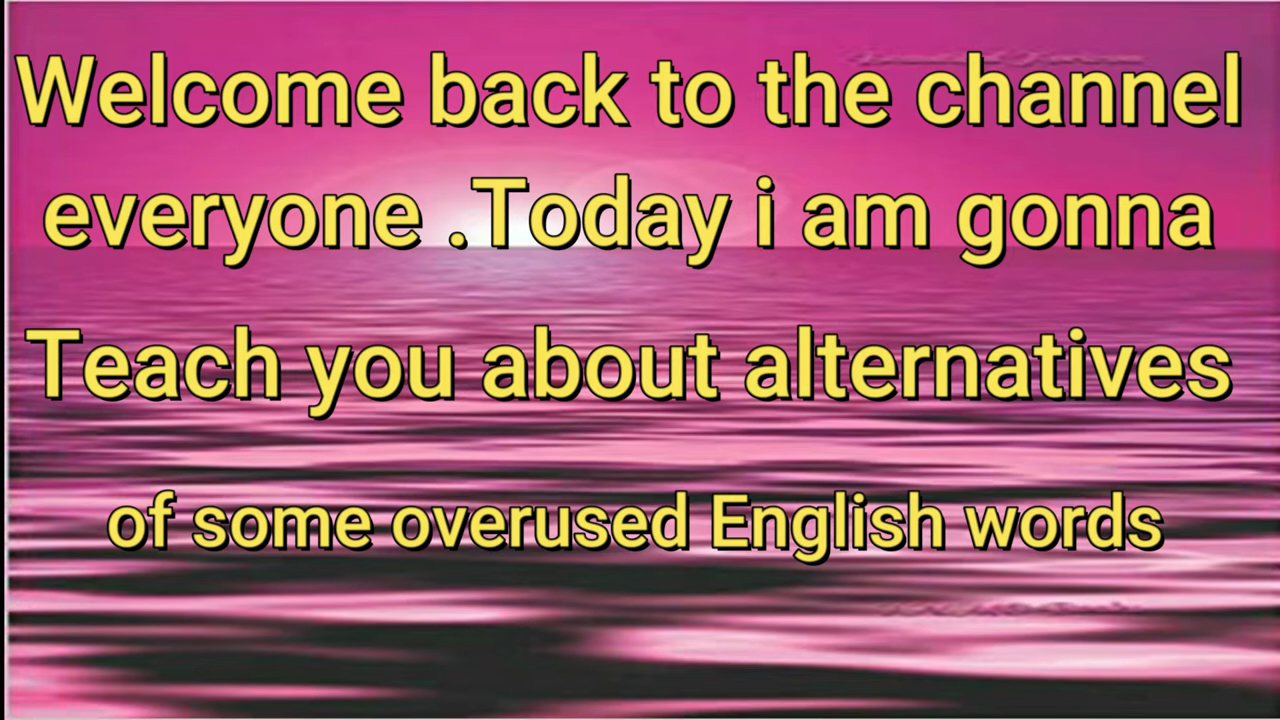 Welcome back to the channel
everyone .Today i am gonna
Teach you about alternatives
of some overused English words